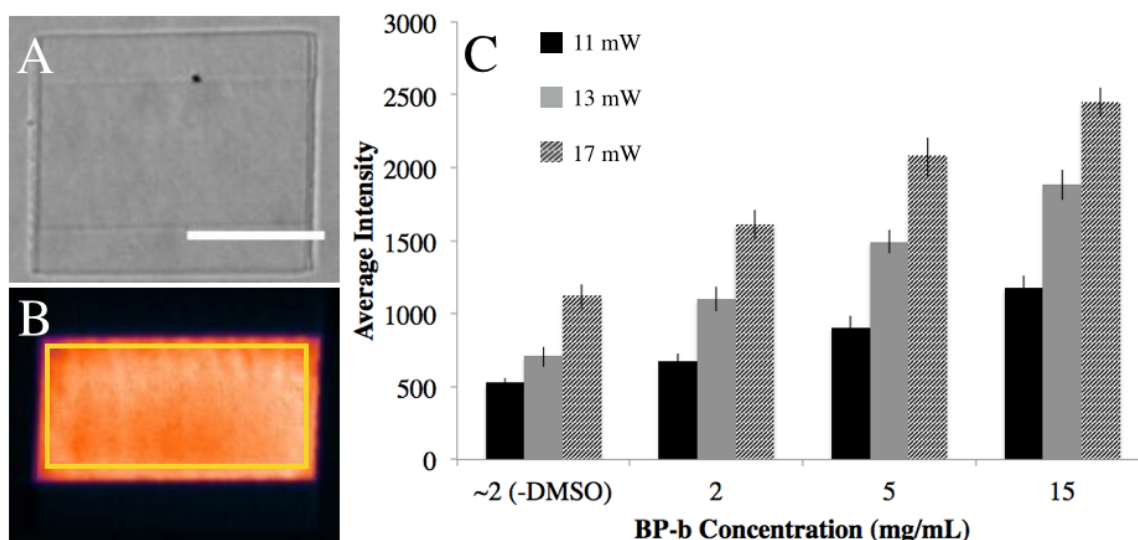 A
B
C
11 mW
13 mW
17 mW
Average Intensity
3000
2500
2000
1500
1000
500
0
~2 (-DMSO) 2 5 15
BP-b Concentration (mg/mL)